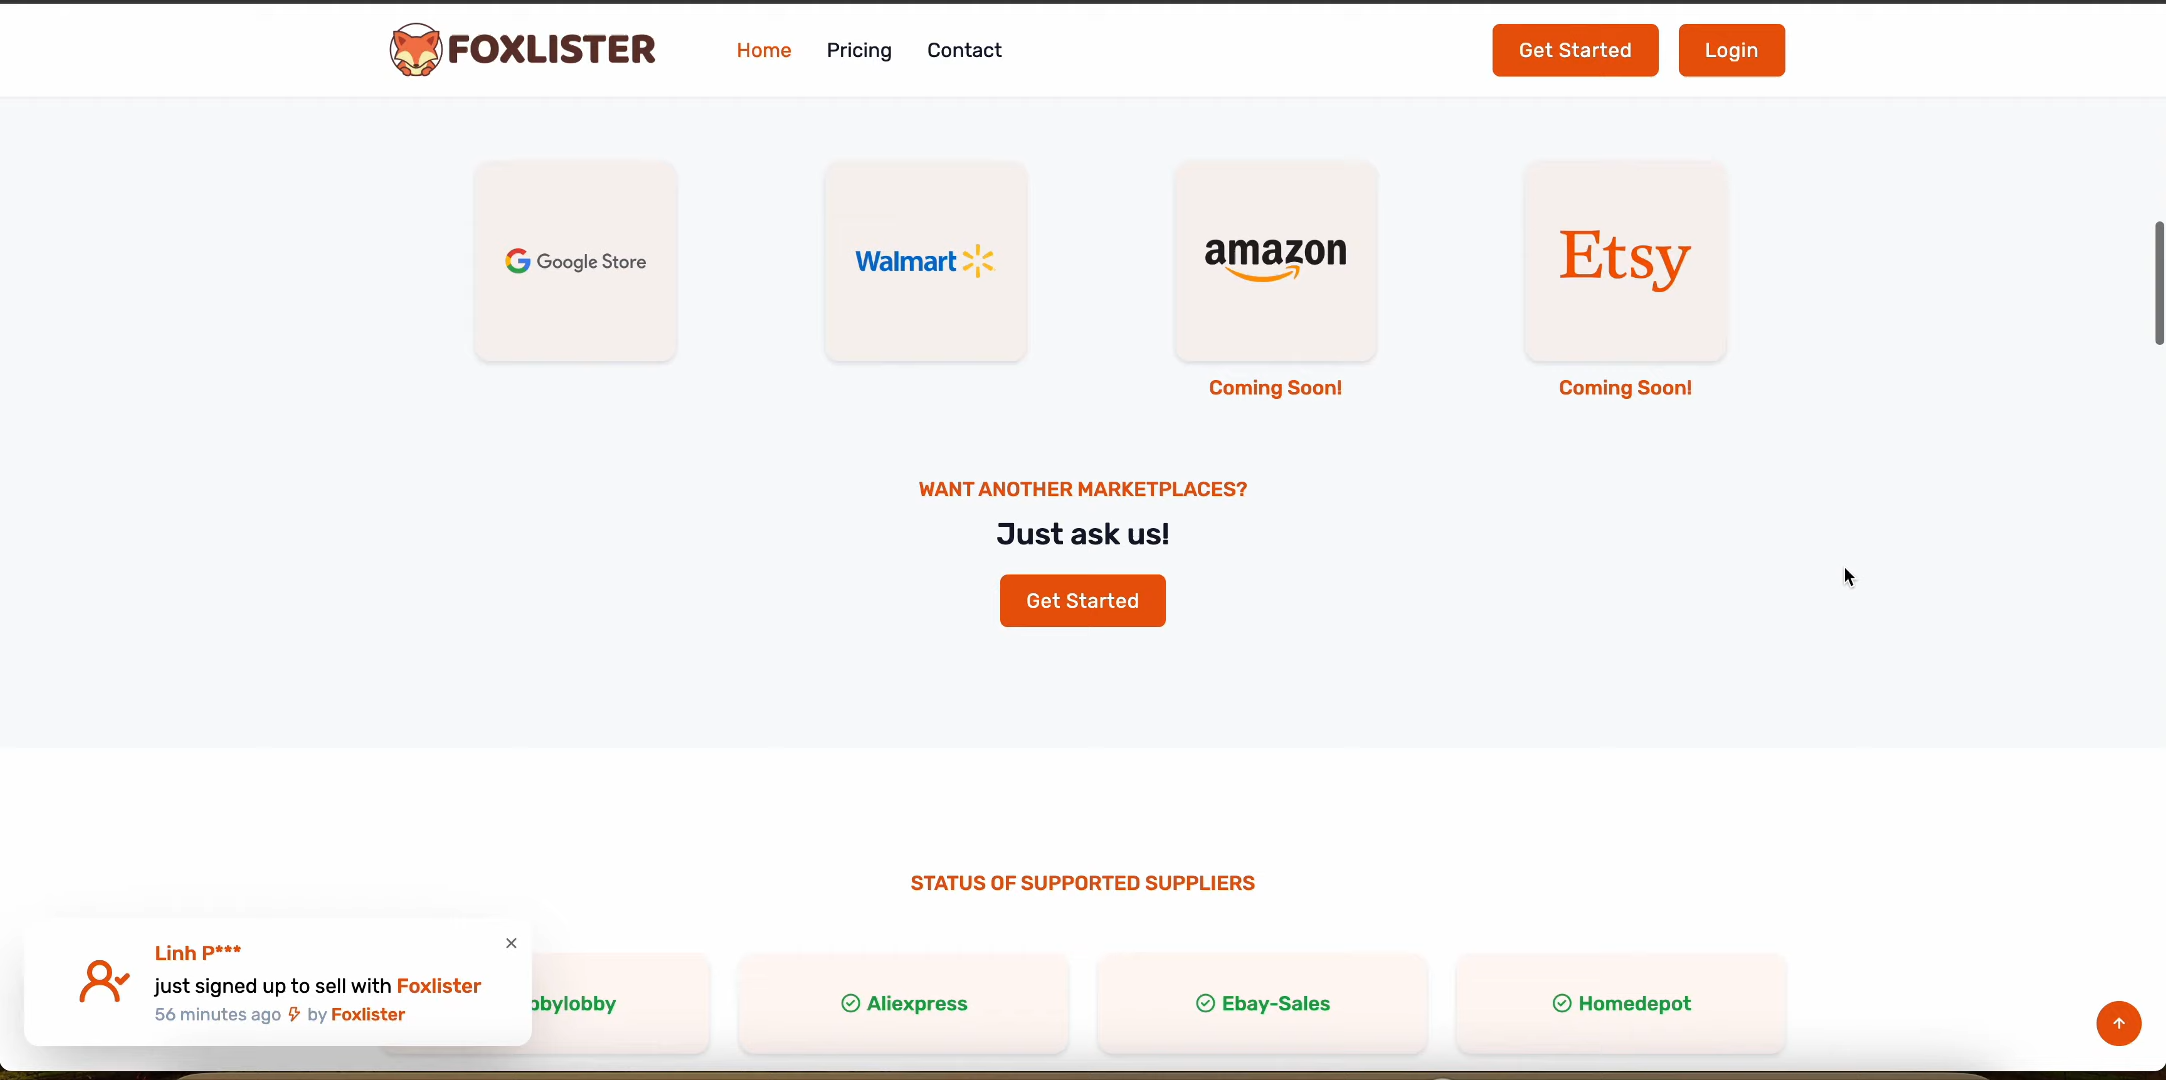 FOXLISTER
Home
Pricing
Contact
Get Started
Login
Google Store
Walmart
amazon
Etsy
Coming Soon!
Coming Soon!
WANT ANOTHER MARKETPLACES?
Just ask us!
Get Started
STATUS OF SUPPORTED SUPPLIERS
Linh P***
just signed up to sell with Foxlister
56 minutes ago by Foxlister
obbylobby
Aliexpress
Ebay-Sales
Homedepot